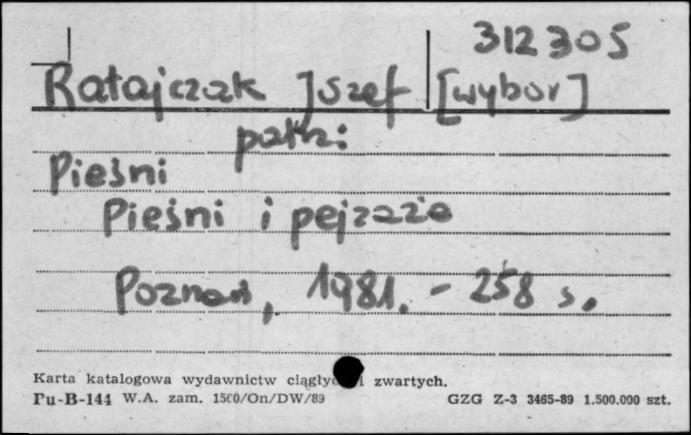 312305
Ratajczak Józef [wybór]
patrz:
Pieśni
Pieśni i pejzaże
Poznań, 1981. - 258 s.
Karta katalogowa wydawnictw i zwartych.
Pu-B-144 W.A. zam. 1500/On/DW/89 GZG Z-3 3465-89 1.500.000 szt.